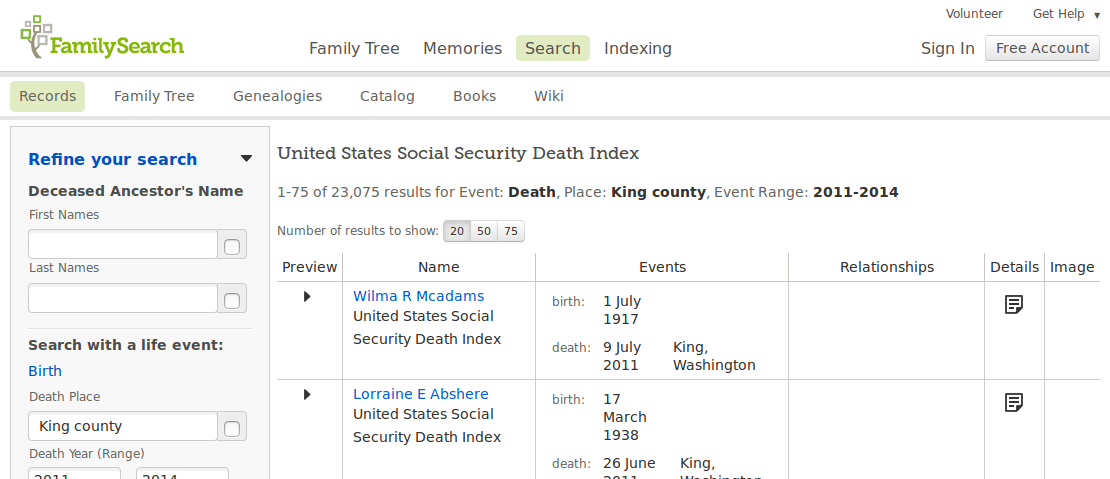 Volunteer Get Help
FamilySearch
Family Tree Memories Search Indexing
Sign In Free Account
Records Family Tree Genealogies Catalog Books Wiki
Refine your search
Deceased Ancestor's Name
First Names
Last Names
Search with a life event:
Birth
Death Place
King county
Death Year (Range)
2011 2014
United States Social Security Death Index
1-75 of 23,075 results for Event: Death, Place: King county, Event Range: 2011-2014
Number of results to show: 20 50 75
Preview Name Events Relationships Details Image
Wilma R Mcadams
United States Social
Security Death Index
birth: 1 July
1917
death: 9 July King,
2011 Washington
Lorraine E Abshere
United States Social
Security Death Index
birth: 17
March
1938
death: 26 June King,
2011 Washington